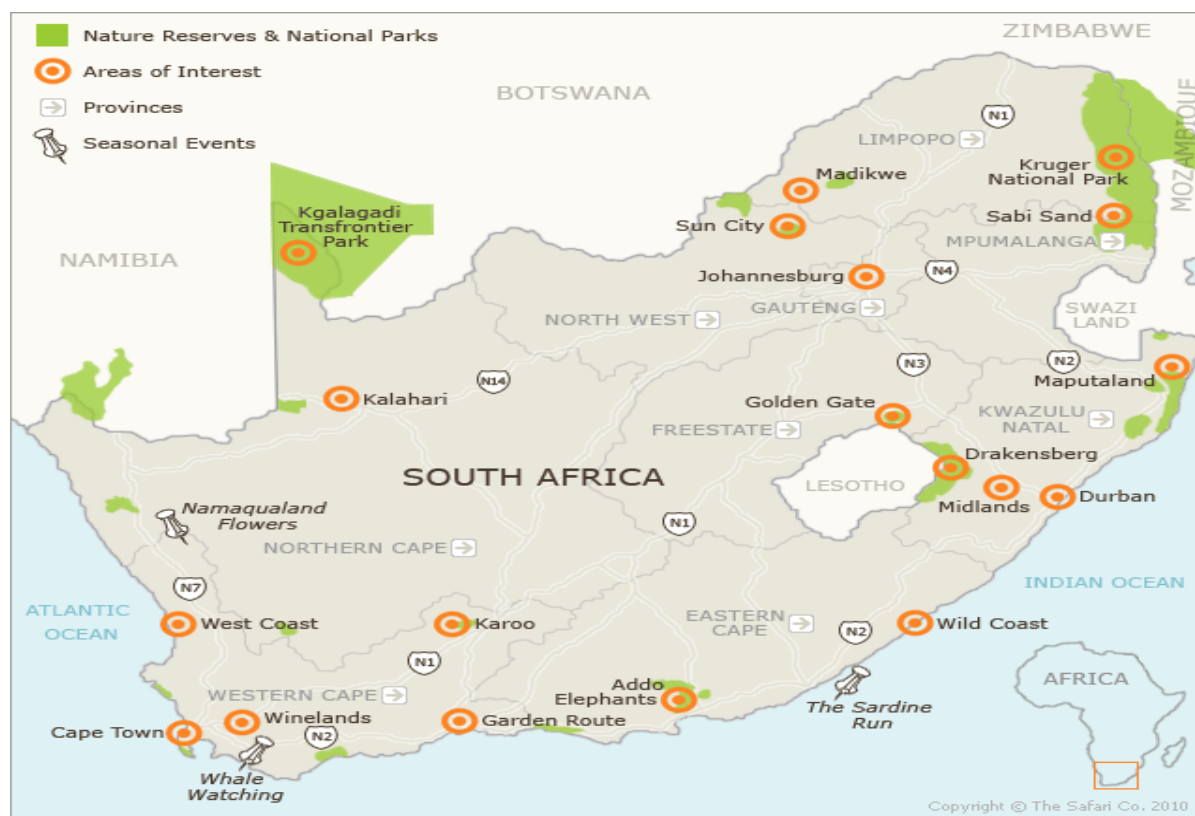 Nature Reserves & National Parks
Areas of Interest
Provinces
Seasonal Events
ZIMBABWE
BOTSWANA
MOZAMBIQUE
N1
LIMPOPO
Kruger
National Park
Madikwe
Kgalagadi
Transfrontier
Park
Sabi Sand
Sun City
MPUMALANGA
NAMIBIA
Johannesburg
N4
GAUTENG
SWAZI
LAND
NORTH WEST
N3
N2
N14
Maputaland
Kalahari
Golden Gate
KWAZULU
NATAL
FREESTATE
Drakensberg
SOUTH AFRICA
LESOTHO
Midlands
Durban
Namaqualand
Flowers
N1
NORTHERN CAPE
INDIAN OCEAN
N7
ATLANTIC
OCEAN
West Coast
Karoo
EASTERN
CAPE
N2
Wild Coast
N1
AFRICA
WESTERN CAPE
Addo
Elephants
The Sardine
Run
Winelands
Garden Route
Cape Town
N2
Whale
Watching
Copyright © The Safari Co. 2010